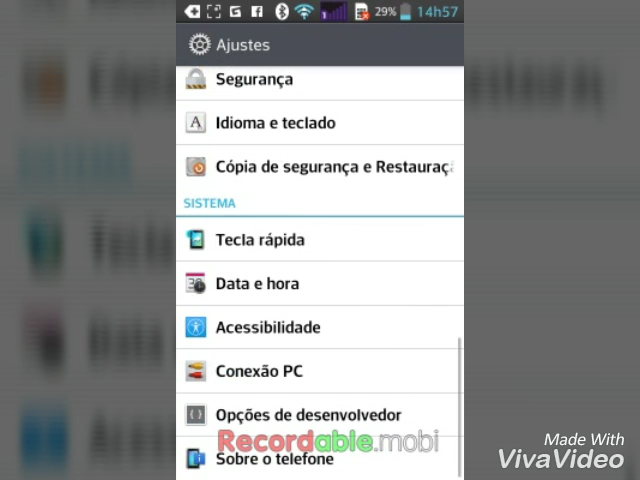 29% 14h57
Ajustes
Segurança
Idioma e teclado
Cópia de segurança e Restauraçã
SISTEMA
Tecla rápida
Data e hora
Acessibilidade
Conexão PC
Opções de desenvolvedor
Recordable.mobi
Sobre o telefone
Made With
VivaVideo